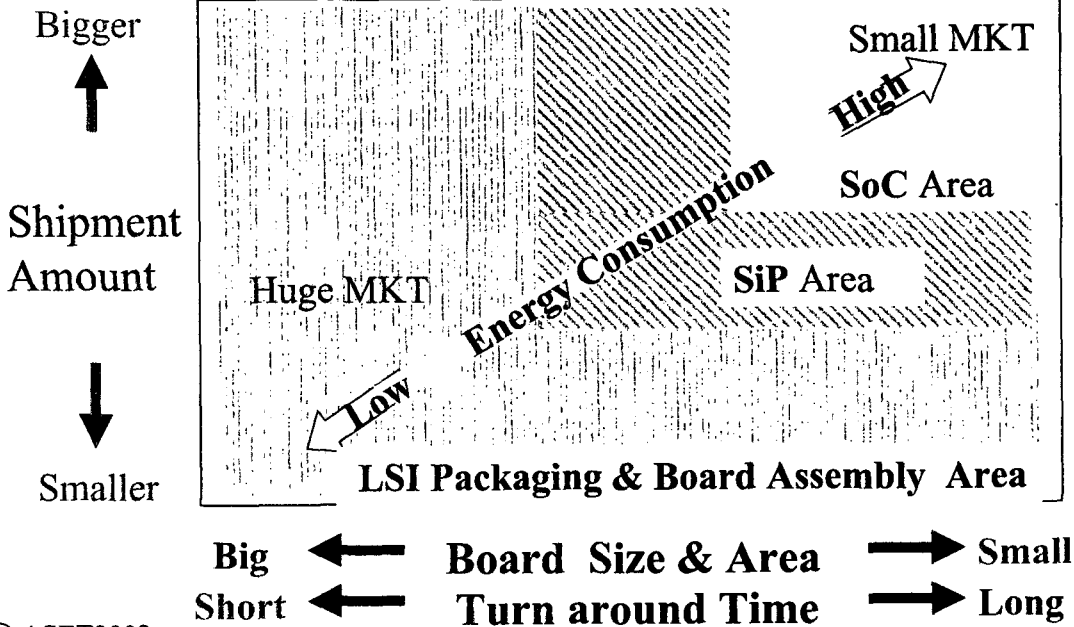 Bigger
Small MKT
High
Shipment
Amount
SoC Area
Energy Consumption
SiP Area
Huge MKT
Low
Smaller
LSI Packaging & Board Assembly Area
Big Board Size & Area Small
Short Turn around Time Long